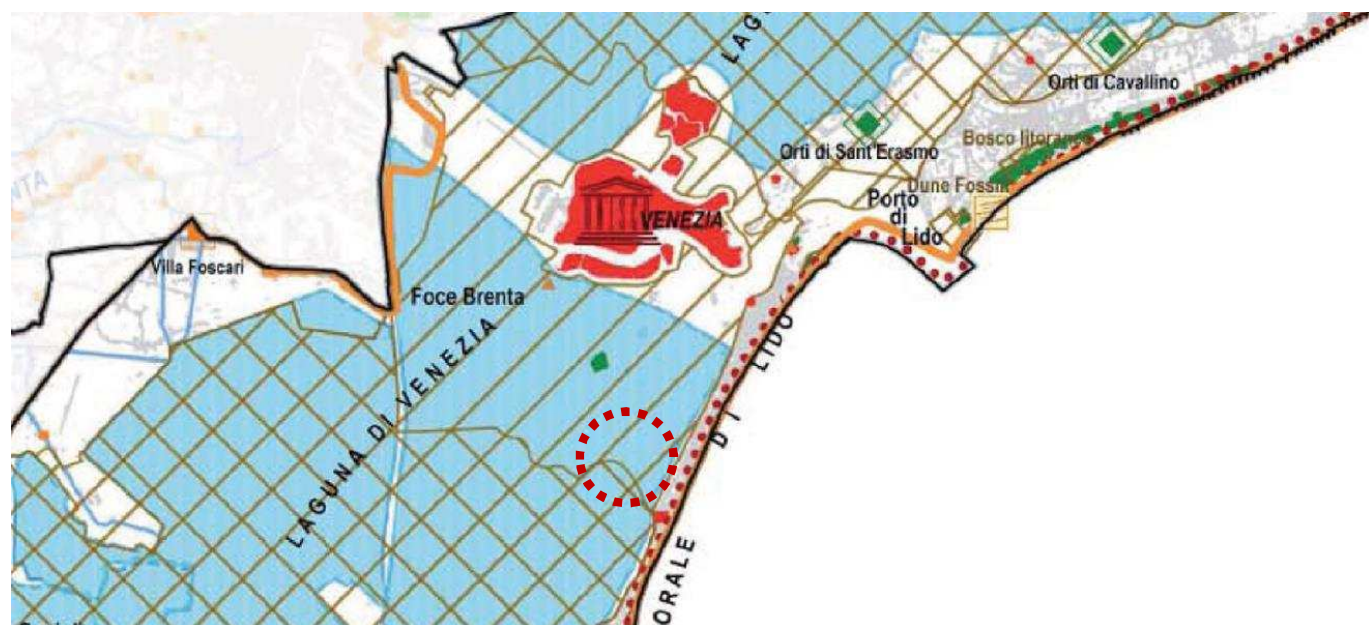 LAG
Orti di Cavallino
Orti di Sant'Erasmo
Bosco litoraneo
Dune Fossili
Porto
di
Lido
VENEZIA
NTA
Villa Foscari
Foce Brenta
LAGUNA DI VENEZIA
DI LIDO
ORALE